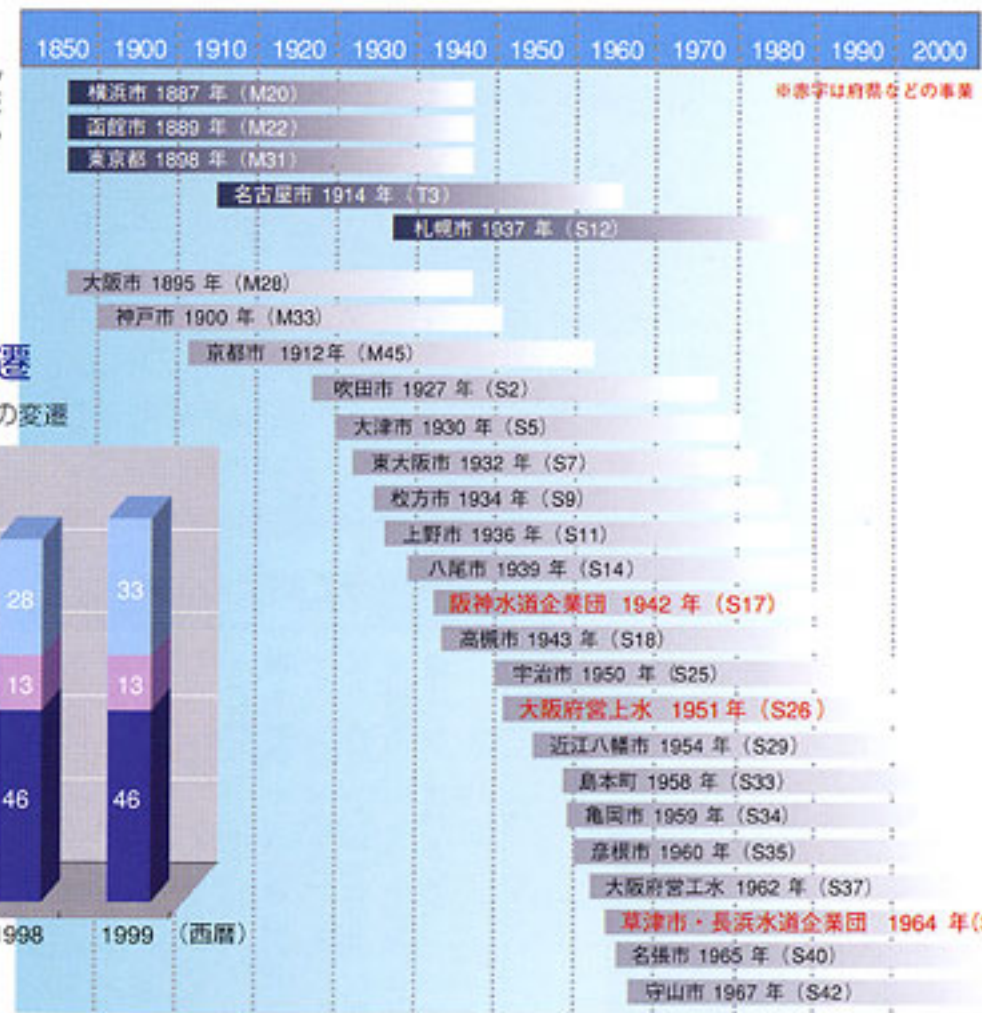 1850 1900 1910 1920 1930 1940 1950 1960 1970 1980 1990 2000
※赤字は府県などの事業
横浜市 1887 年 (M20)
函館市 1889 年 (M22)
東京都 1898 年 (M31)
名古屋市 1914 年 (T3)
札幌市 1937 年 (S12)
大阪市 1895 年 (M28)
神戸市 1900 年 (M33)
京都市 1912年 (M45)
吹田市 1927 年 (S2)
大津市 1930 年 (S5)
東大阪市 1932 年 (S7)
枚方市 1934 年 (S9)
上野市 1936 年 (S11)
八尾市 1939 年 (S14)
阪神水道企業団 1942 年 (S17)
高槻市 1943 年 (S18)
宇治市 1950 年 (S25)
大阪府営上水 1951年 (S26)
近江八幡市 1954 年 (S29)
島本町 1958 年 (S33)
亀岡市 1959 年 (S34)
彦根市 1960 年 (S35)
大阪府営工水 1962 年 (S37)
草津市・長浜水道企業団 1964 年(
名張市 1965 年 (S40)
守山市 1967 年 (S42)
遷
の変遷
28 33
13 13
46 46
1998 1999 (西暦)